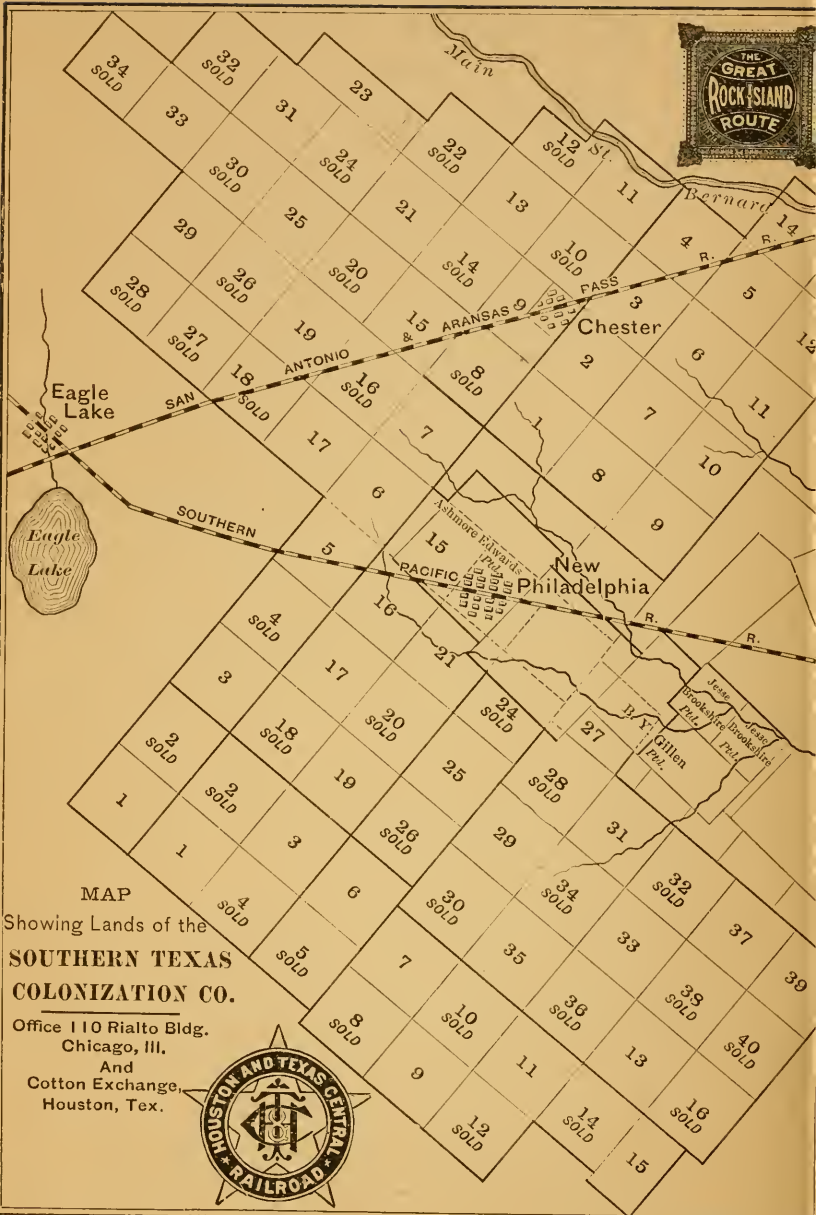 THE
GREAT
ROCK ISLAND
ROUTE
Main
St.
Bernard
34
SOLD
32
SOLD
33
31
23
30
SOLD
24
SOLD
22
SOLD
12
SOLD
11
29
25
21
13
4
14
28
SOLD
26
SOLD
20
SOLD
14
SOLD
10
SOLD
3
5
27
SOLD
19
15
9
2
6
12
18
SOLD
16
SOLD
8
SOLD
1
7
11
17
7
8
10
6
9
SAN ANTONIO & ARANSAS PASS R. R.
Chester
Eagle
Lake
Eagle
Lake
SOUTHERN PACIFIC R. R.
5
15
Ashmore Edwards
Ptd.
New
Philadelphia
16
4
SOLD
17
21
3
20
SOLD
24
SOLD
27
B. Y. Gillen
Ptd.
Jesse
Brookshire
Ptd.
Jesse
Brookshire
Ptd.
2
SOLD
18
SOLD
19
25
28
SOLD
31
1
2
SOLD
3
26
SOLD
29
34
SOLD
32
SOLD
37
1
4
SOLD
6
30
SOLD
35
33
38
SOLD
39
5
SOLD
7
10
SOLD
36
SOLD
13
40
SOLD
8
SOLD
9
11
14
SOLD
16
SOLD
12
SOLD
15
MAP
Showing Lands of the
SOUTHERN TEXAS
COLONIZATION CO.
Office 110 Rialto Bldg.
Chicago, Ill.
And
Cotton Exchange,
Houston, Tex.
HOUSTON AND TEXAS CENTRAL
RAILROAD